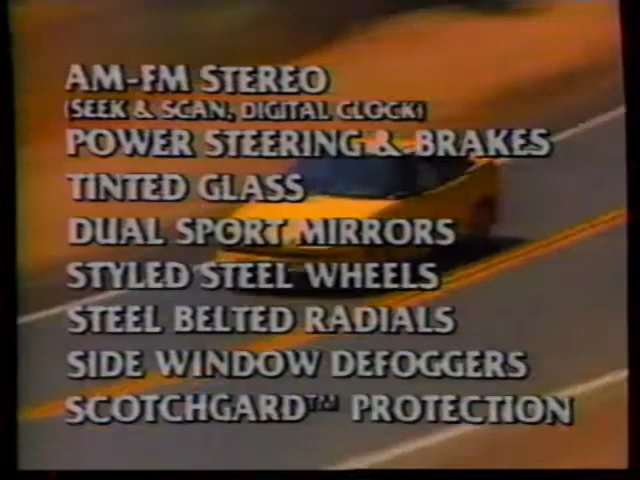 AM-FM STEREO
(SEEK & SCAN, DIGITAL CLOCK)
POWER STEERING & BRAKES
TINTED GLASS
DUAL SPORT MIRRORS
STYLED STEEL WHEELS
STEEL BELTED RADIALS
SIDE WINDOW DEFOGGERS
SCOTCHGARD™ PROTECTION